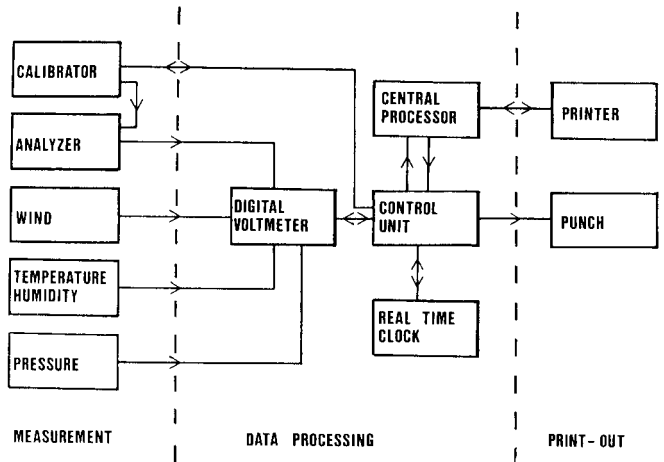 CALIBRATOR
ANALYZER
WIND
TEMPERATURE
HUMIDITY
PRESSURE
DIGITAL
VOLTMETER
CENTRAL
PROCESSOR
CONTROL
UNIT
REAL TIME
CLOCK
PRINTER
PUNCH
MEASUREMENT
DATA PROCESSING
PRINT-OUT